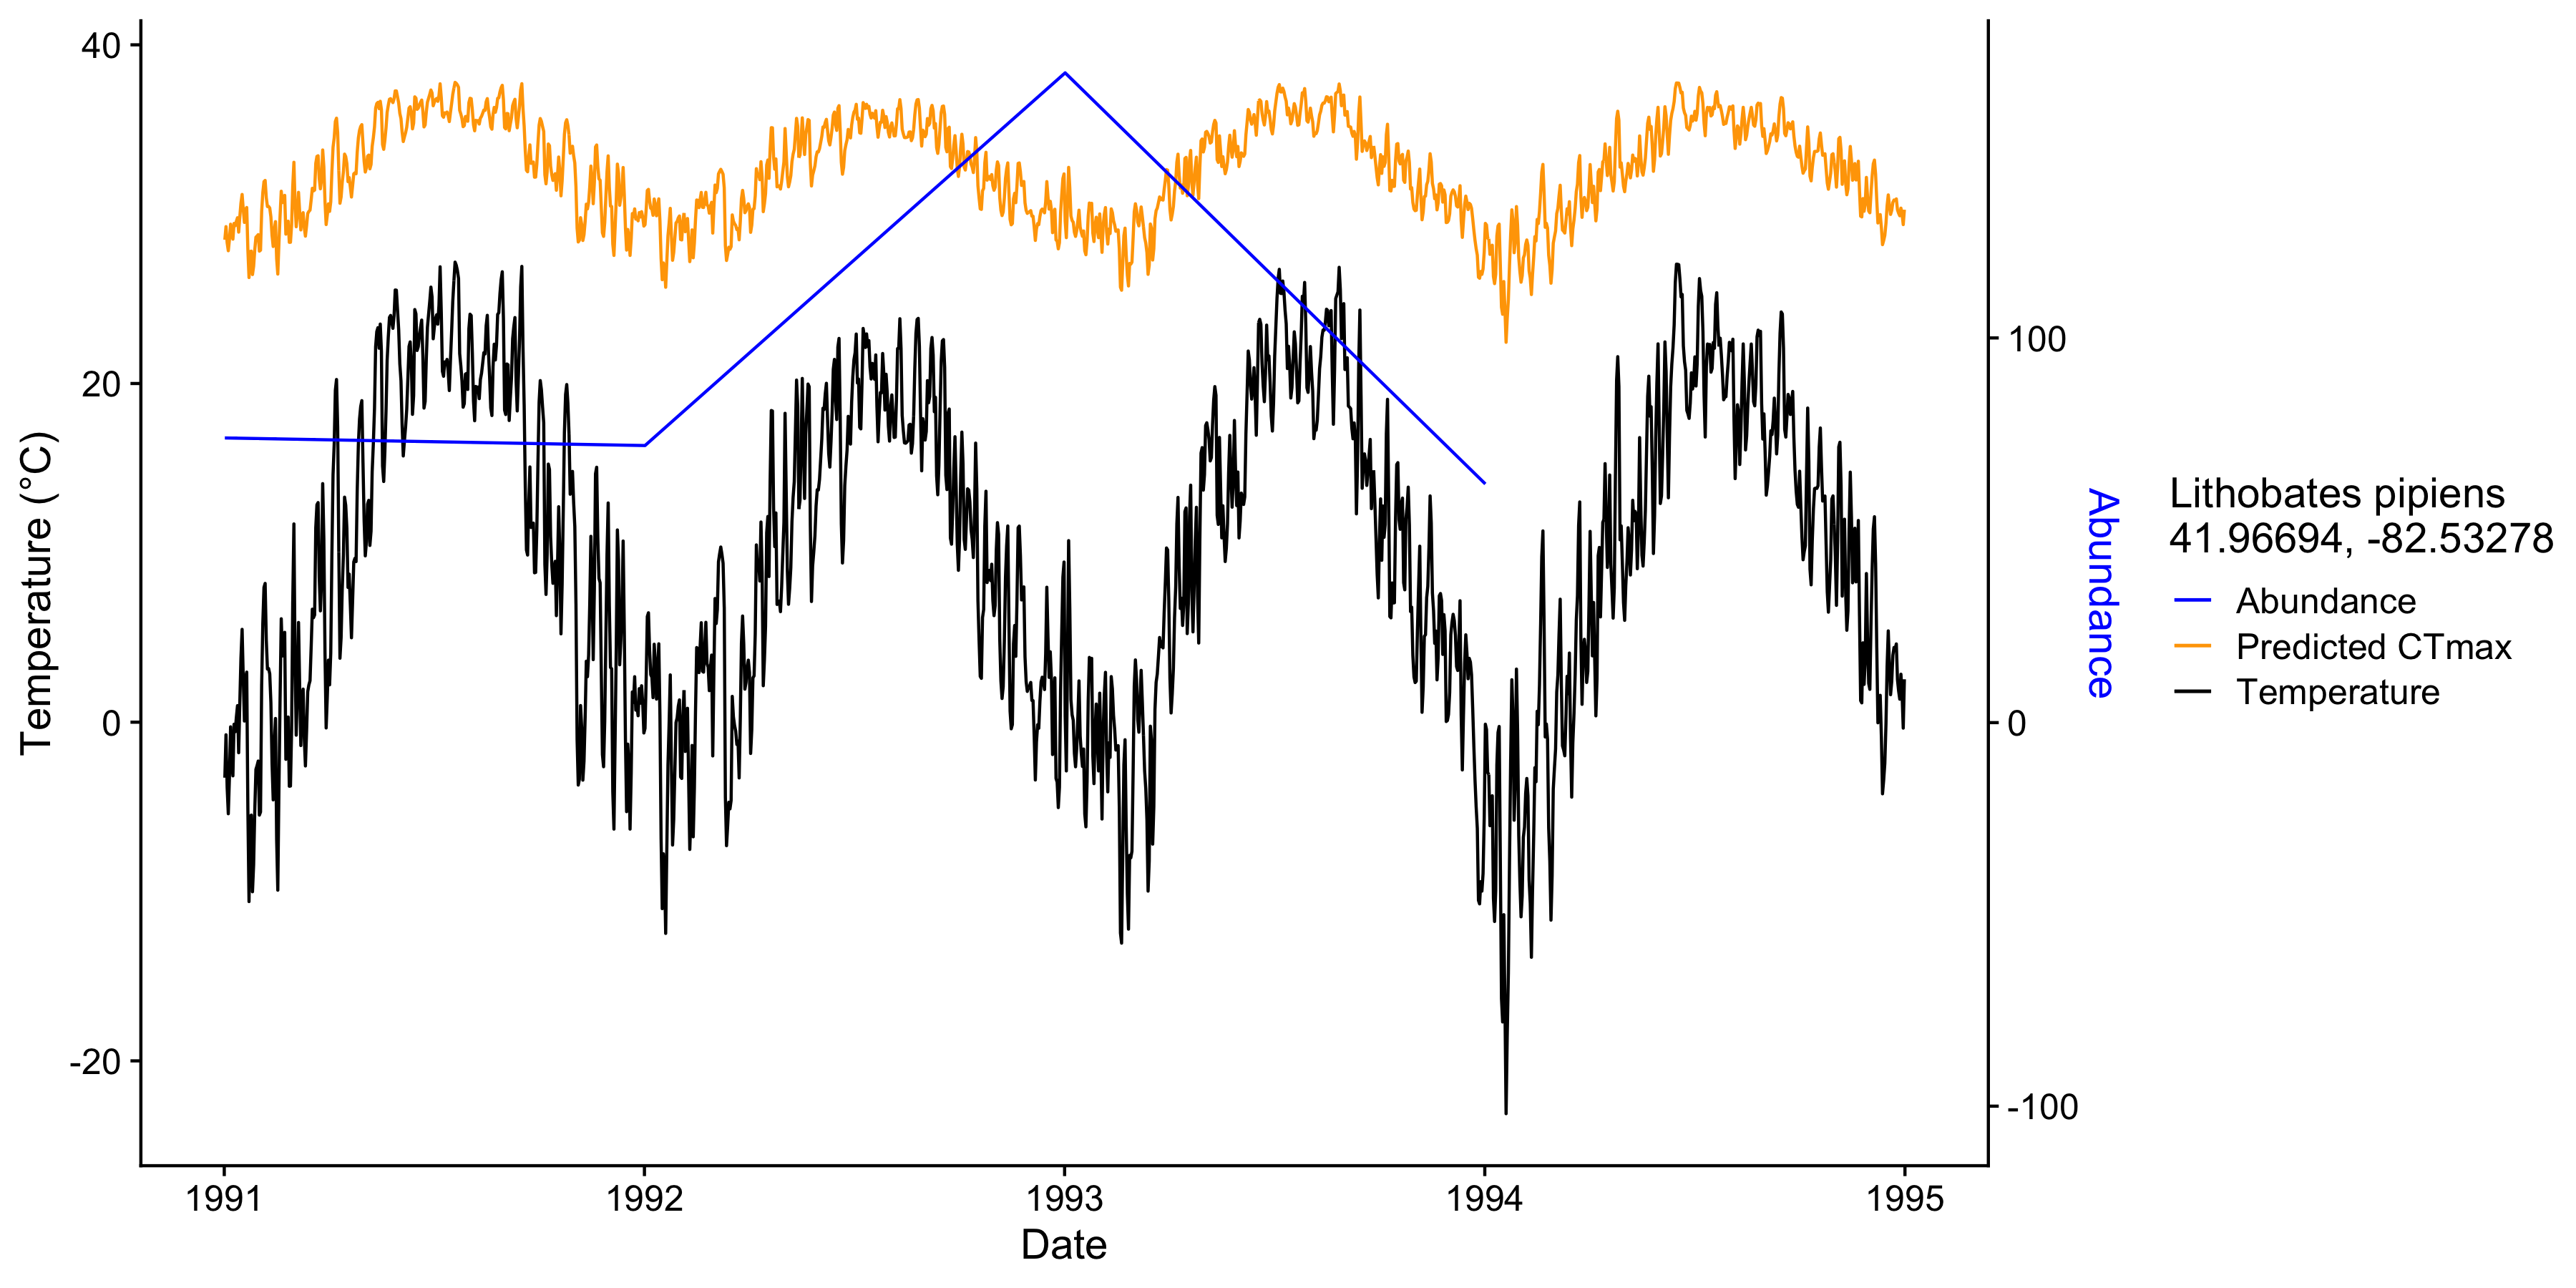 40
20
0
-20
Temperature (°C)
1991
1992
1993
1994
1995
Date
100
0
-100
Abundance
Lithobates pipiens
41.96694, -82.53278
Abundance
Predicted CTmax
Temperature